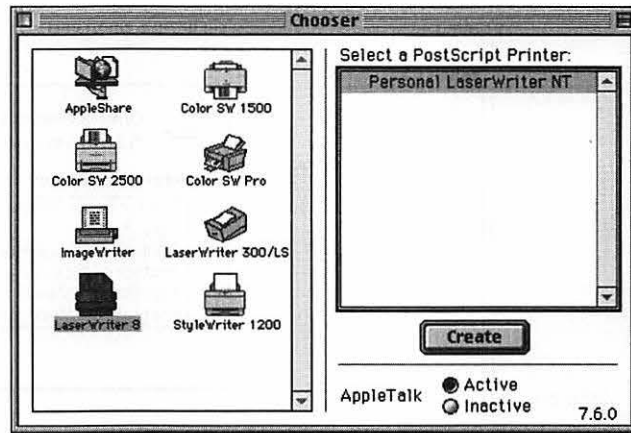 Chooser
AppleShare
Color SW 1500
Color SW 2500
Color SW Pro
ImageWriter
LaserWriter 300/LS
LaserWriter 8
StyleWriter 1200
Select a PostScript Printer:
Personal LaserWriter NT
Create
AppleTalk
Active
Inactive
7.6.0